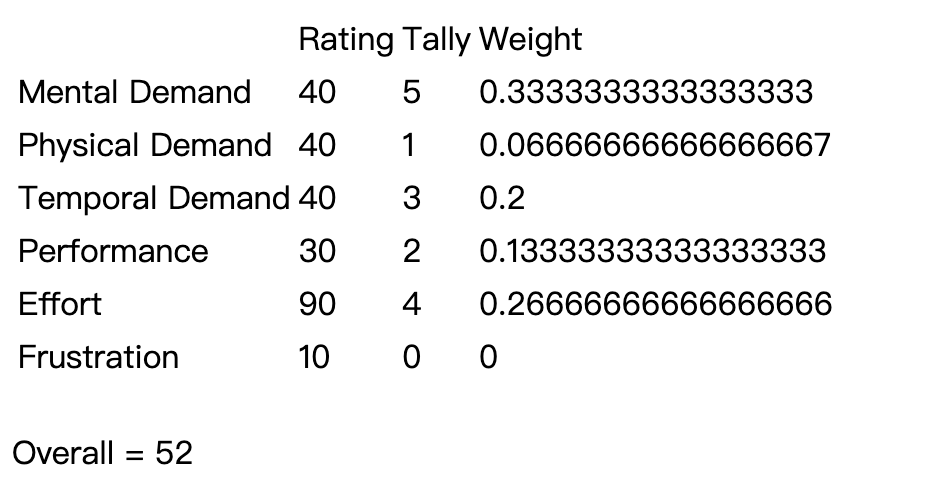 Rating Tally Weight
Mental Demand 40 5 0.3333333333333333
Physical Demand 40 1 0.06666666666666667
Temporal Demand 40 3 0.2
Performance 30 2 0.13333333333333333
Effort 90 4 0.26666666666666666
Frustration 10 0 0
Overall = 52